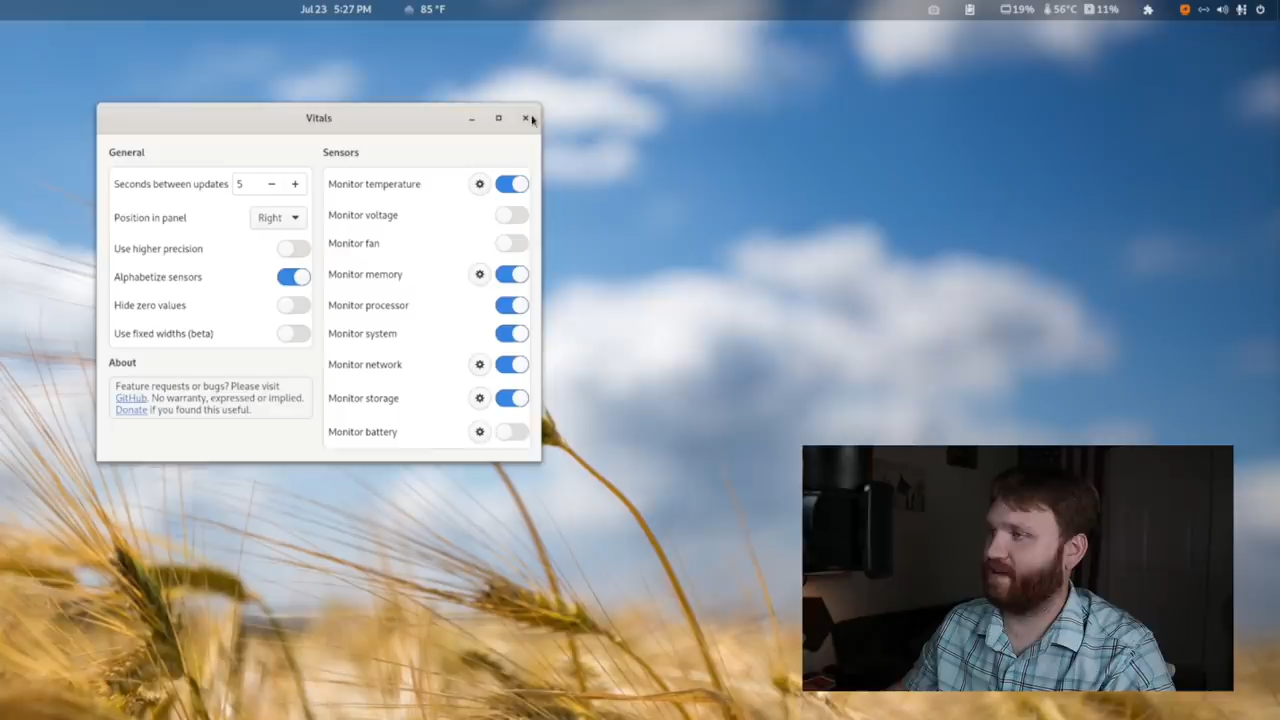 Jul 23 5:27 PM 85 °F 19% 56°C 11%
Vitals
General
Seconds between updates 5 − +
Position in panel Right
Use higher precision
Alphabetize sensors
Hide zero values
Use fixed widths (beta)
About
Feature requests or bugs? Please visit
GitHub. No warranty, expressed or implied.
Donate if you found this useful.
Sensors
Monitor temperature
Monitor voltage
Monitor fan
Monitor memory
Monitor processor
Monitor system
Monitor network
Monitor storage
Monitor battery